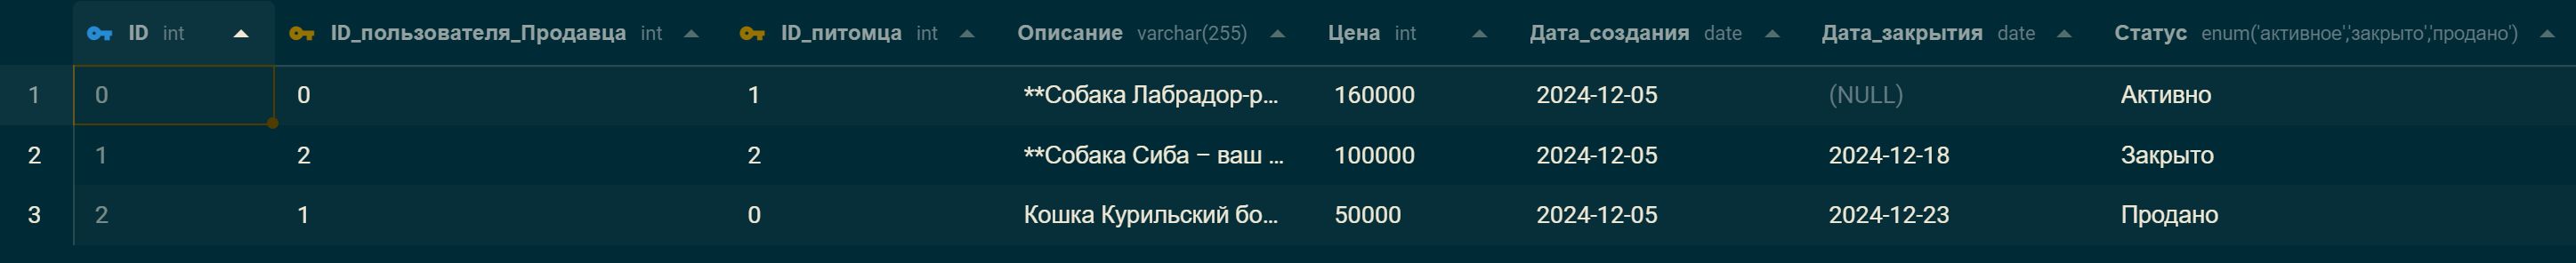 ID int ID_пользователя_Продавца int ID_питомца int Описание varchar(255) Цена int Дата_создания date Дата_закрытия date Статус enum('активное','закрыто','продано')
1 0 0 1 **Собака Лабрадор-р... 160000 2024-12-05 (NULL) Активно
2 1 2 2 **Собака Сиба – ваш ... 100000 2024-12-05 2024-12-18 Закрыто
3 2 1 0 Кошка Курильский бо... 50000 2024-12-05 2024-12-23 Продано